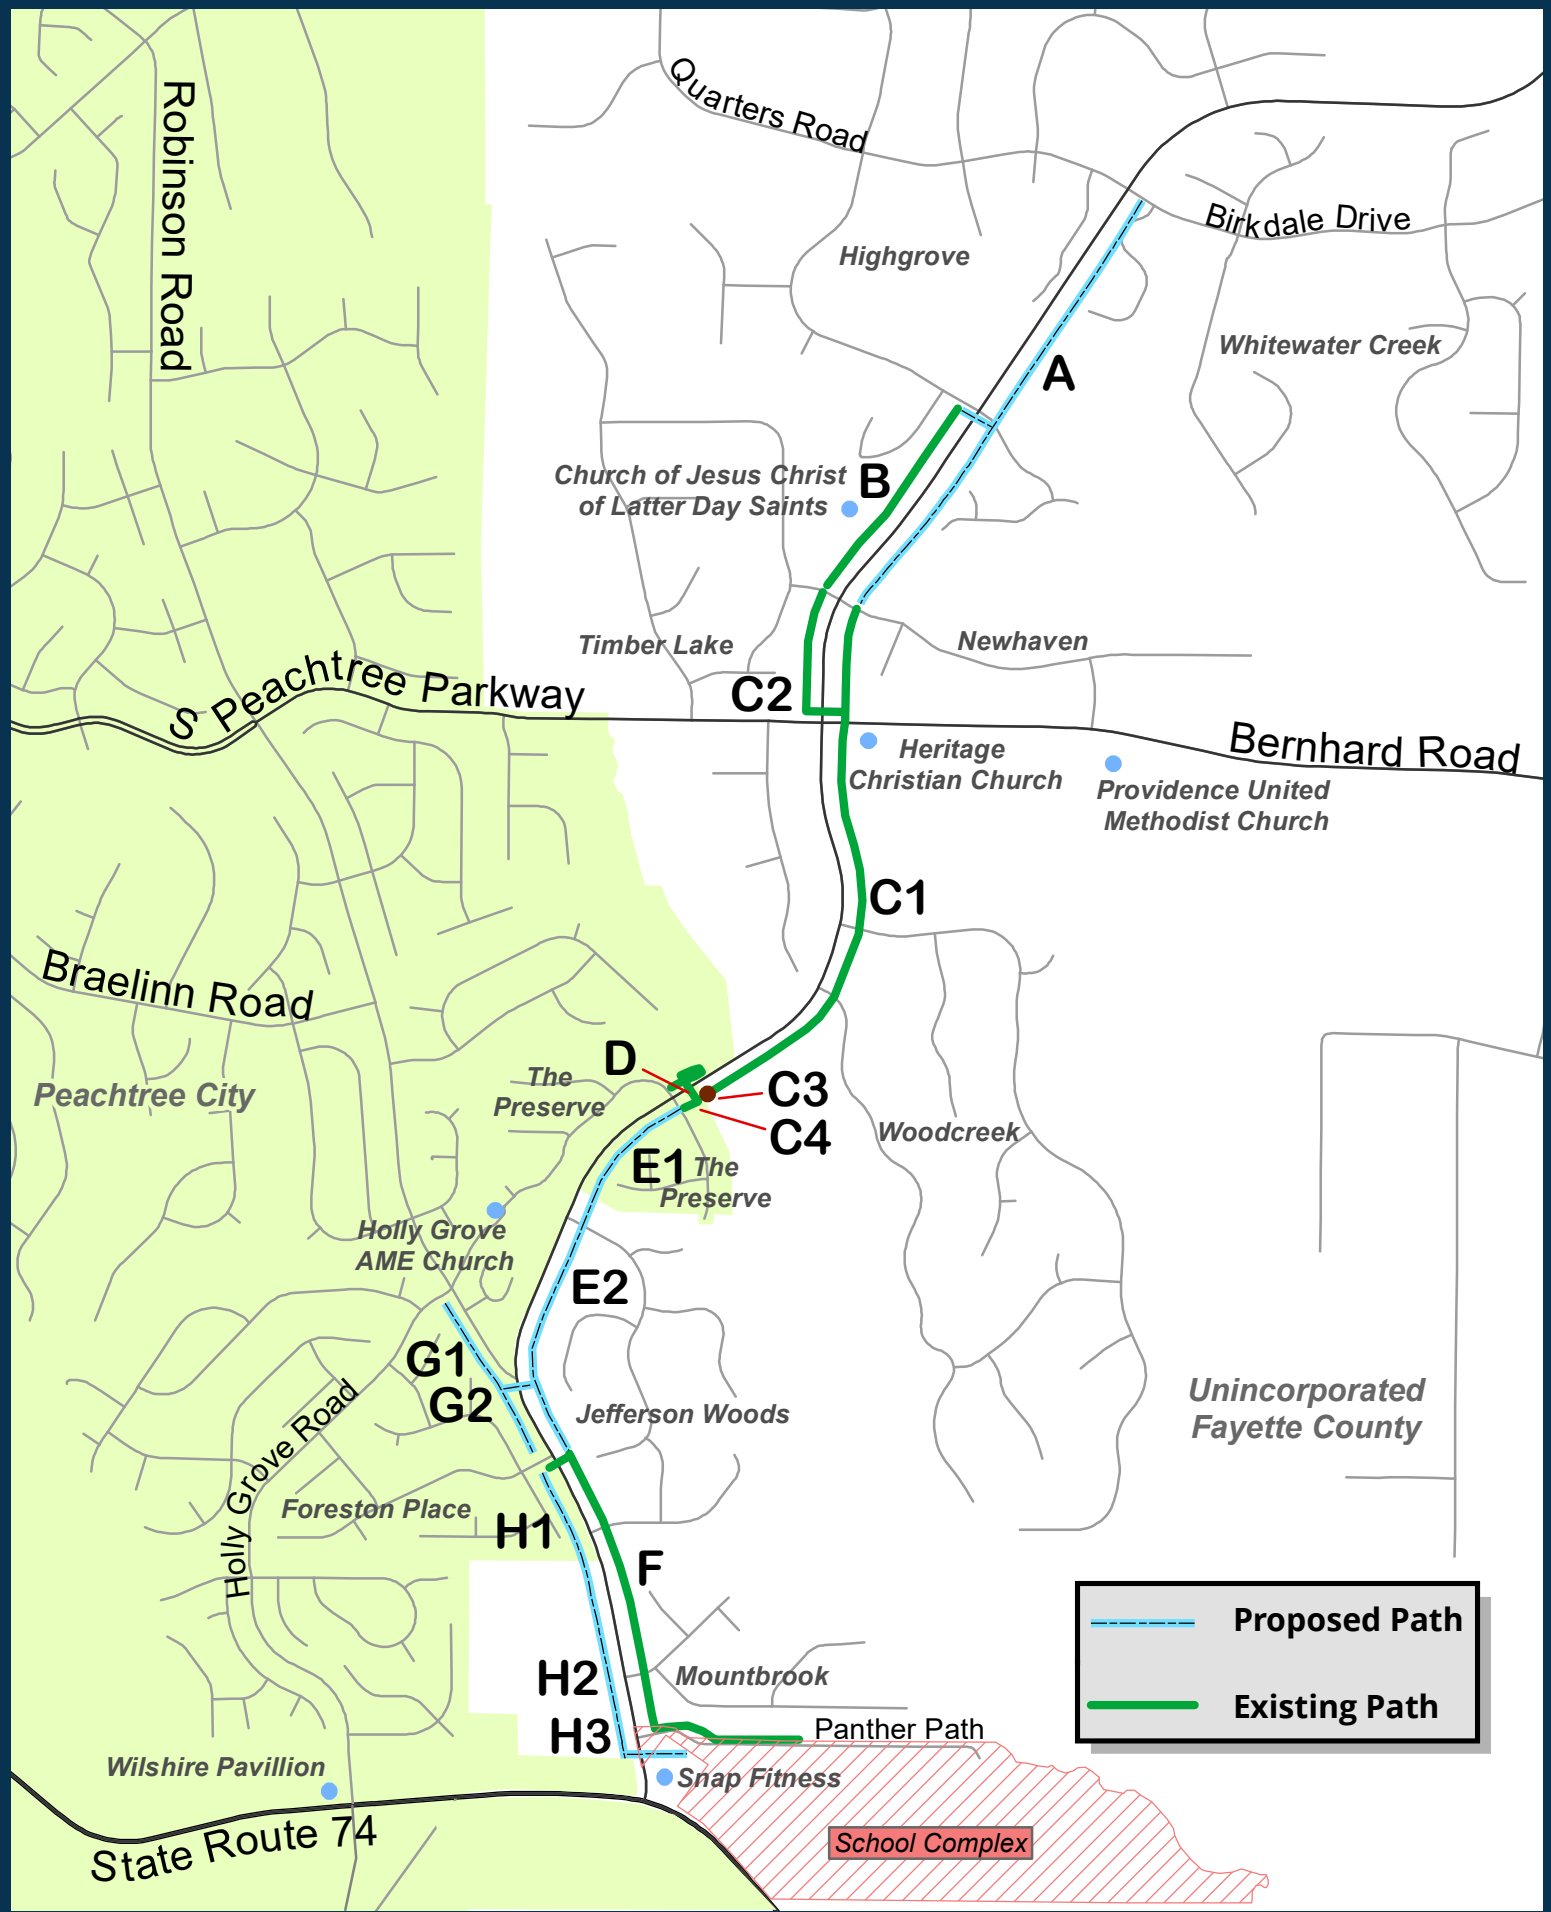 Quarters Road
Robinson Road
Birkdale Drive
Highgrove
Whitewater Creek
A
Church of Jesus Christ
of Latter Day Saints
B
Timber Lake
Newhaven
C2
S Peachtree Parkway
Bernhard Road
Heritage
Christian Church
Providence United
Methodist Church
C1
Braelinn Road
D
The
Preserve
C3
C4
Peachtree City
Woodcreek
E1
The
Preserve
Holly Grove
AME Church
E2
G1
G2
Jefferson Woods
Unincorporated
Fayette County
Holly Grove Road
Foreston Place
H1
F
Proposed Path
Existing Path
H2
Mountbrook
H3
Panther Path
Wilshire Pavillion
Snap Fitness
State Route 74
School Complex